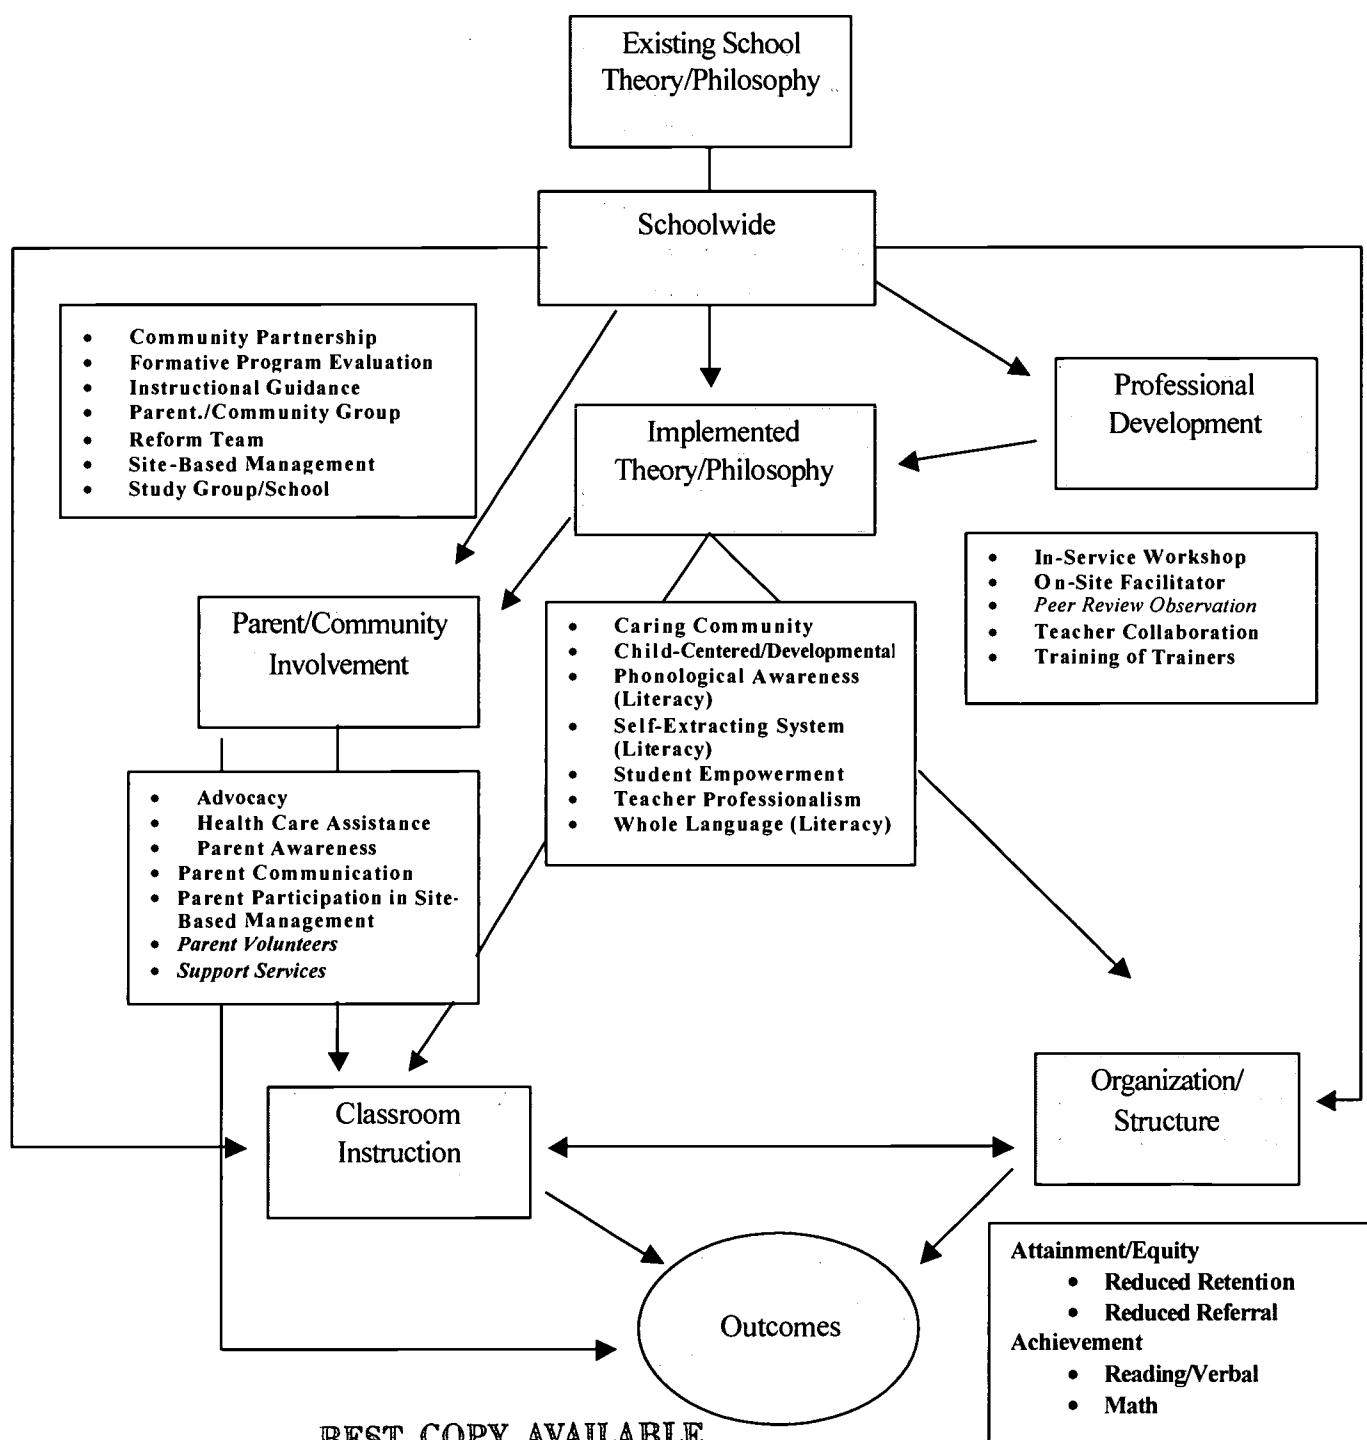 Existing School
Theory/Philosophy
Schoolwide
• Community Partnership
• Formative Program Evaluation
• Instructional Guidance
• Parent./Community Group
• Reform Team
• Site-Based Management
• Study Group/School
Professional
Development
Implemented
Theory/Philosophy
• In-Service Workshop
• On-Site Facilitator
• Peer Review Observation
• Teacher Collaboration
• Training of Trainers
Parent/Community
Involvement
• Caring Community
• Child-Centered/Developmental
• Phonological Awareness
(Literacy)
• Self-Extracting System
(Literacy)
• Student Empowerment
• Teacher Professionalism
• Whole Language (Literacy)
• Advocacy
• Health Care Assistance
• Parent Awareness
• Parent Communication
• Parent Participation in Site-
Based Management
• Parent Volunteers
• Support Services
Classroom
Instruction
Organization/
Structure
Outcomes
Attainment/Equity
• Reduced Retention
• Reduced Referral
Achievement
• Reading/Verbal
• Math
BEST COPY AVAILABLE